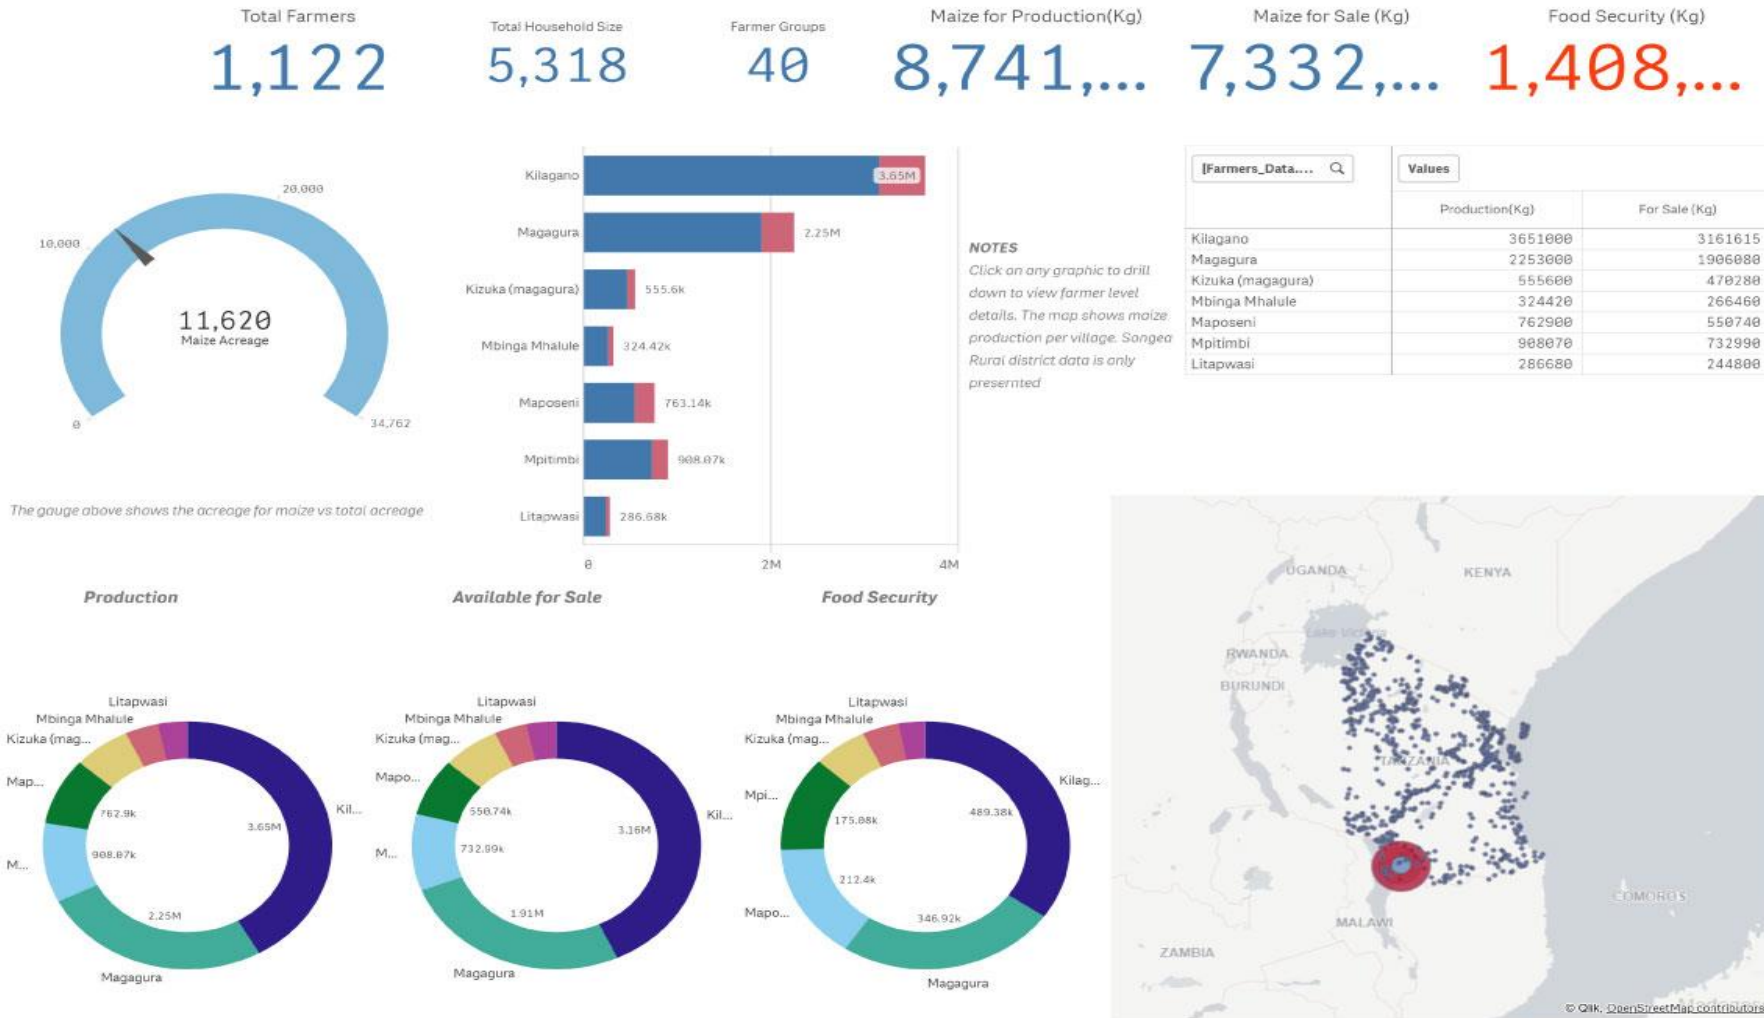 Total Farmers
1,122
Total Household Size
5,318
Farmer Groups
40
Maize for Production(Kg)
8,741,...
Maize for Sale (Kg)
7,332,...
Food Security (Kg)
1,408,...
0
10,000
20,000
34,762
11,620
Maize Acreage
The gauge above shows the acreage for maize vs total acreage
Kilagano
3.65M
Magagura
2.25M
Kizuka (magagura)
555.6k
Mbinga Mhalule
324.42k
Maposeni
763.14k
Mpitimbi
908.07k
Litapwasi
286.68k
0
2M
4M
NOTES
Click on any graphic to drill
down to view farmer level
details. The map shows maize
production per village. Songea
Rural district data is only
presernted
[Farmers_Data....
Values
Production(Kg) For Sale (Kg)
Kilagano 3651000 3161615
Magagura 2253000 1906080
Kizuka (magagura) 555600 470280
Mbinga Mhalule 324420 266460
Maposeni 762900 550740
Mpitimbi 908070 732990
Litapwasi 286680 244800
Production
Litapwasi
Mbinga Mhalule
Kizuka (mag...
Map...
762.9k
Kil...
3.65M
M...
908.07k
2.25M
Magagura
Available for Sale
Litapwasi
Mbinga Mhalule
Kizuka (mag...
Mapo...
550.74k
Kil...
3.16M
M...
732.99k
1.91M
Magagura
Food Security
Litapwasi
Mbinga Mhalule
Kizuka (mag...
Kilag...
489.38k
Mpi...
175.08k
212.4k
Mapo...
346.92k
Magagura
UGANDA
KENYA
Lake Victoria
RWANDA
BURUNDI
TANZANIA
COMOROS
MALAWI
ZAMBIA
© Qlik, OpenStreetMap contributors